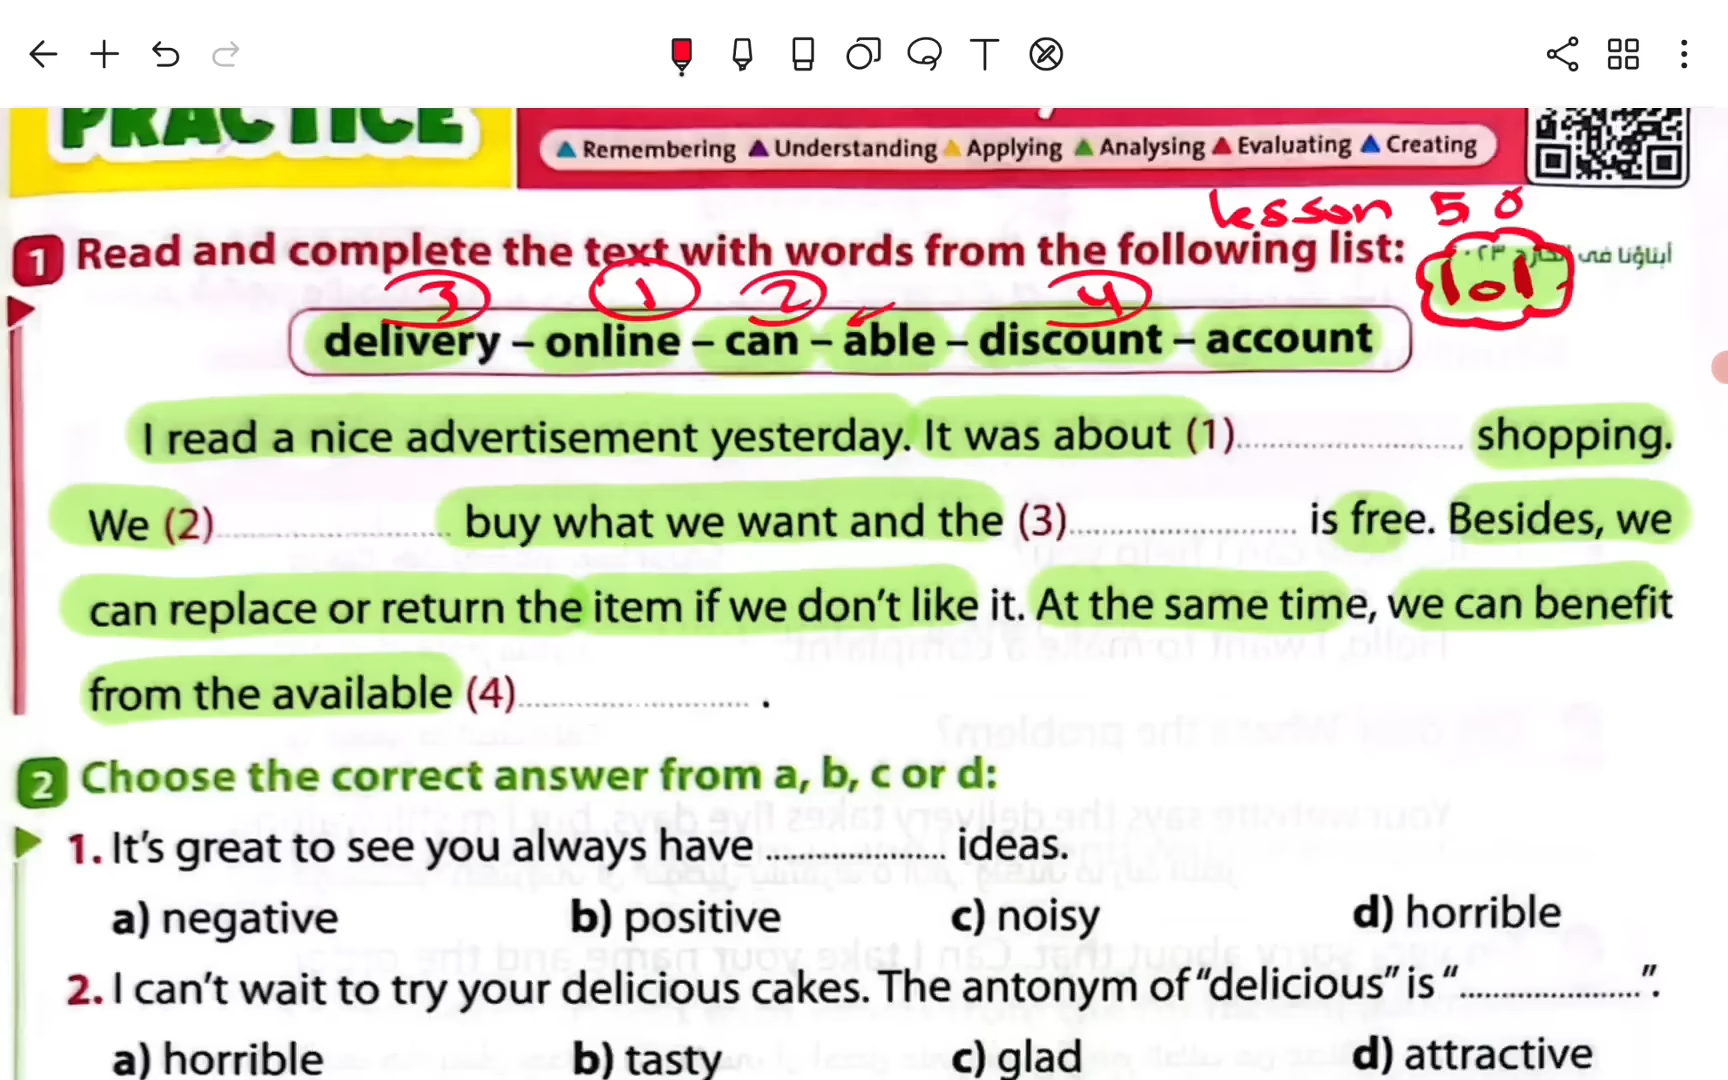 PRACTICE
Remembering Understanding Applying Analysing Evaluating Creating
lesson 5 &
1 Read and complete the text with words from the following list:
أبناؤنا فى
101
3 1 2 4
delivery – online – can – able – discount – account
I read a nice advertisement yesterday. It was about (1).................... shopping.
We (2).................... buy what we want and the (3).................... is free. Besides, we
can replace or return the item if we don't like it. At the same time, we can benefit
from the available (4).................... .
2 Choose the correct answer from a, b, c or d:
1. It's great to see you always have .................... ideas.
a) negative b) positive c) noisy d) horrible
2. I can't wait to try your delicious cakes. The antonym of "delicious" is "....................".
a) horrible b) tasty c) glad d) attractive